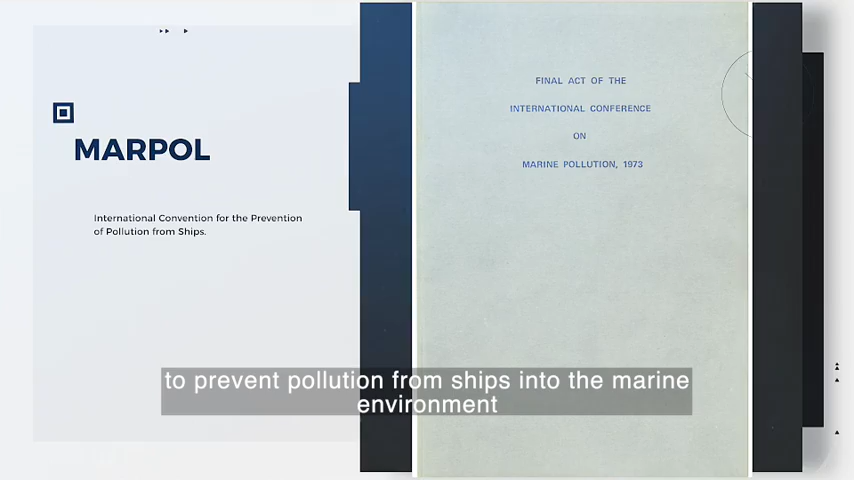 MARPOL
International Convention for the Prevention
of Pollution from Ships.
FINAL ACT OF THE
INTERNATIONAL CONFERENCE
ON
MARINE POLLUTION, 1973
to prevent pollution from ships into the marine
environment